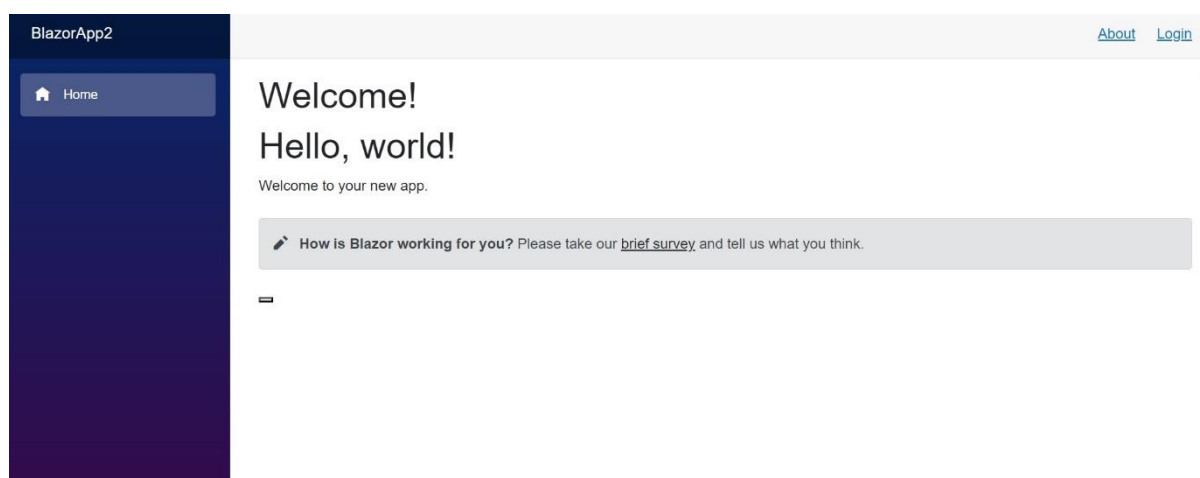 BlazorApp2
About Login
Home
Welcome!
Hello, world!
Welcome to your new app.
How is Blazor working for you? Please take our brief survey and tell us what you think.